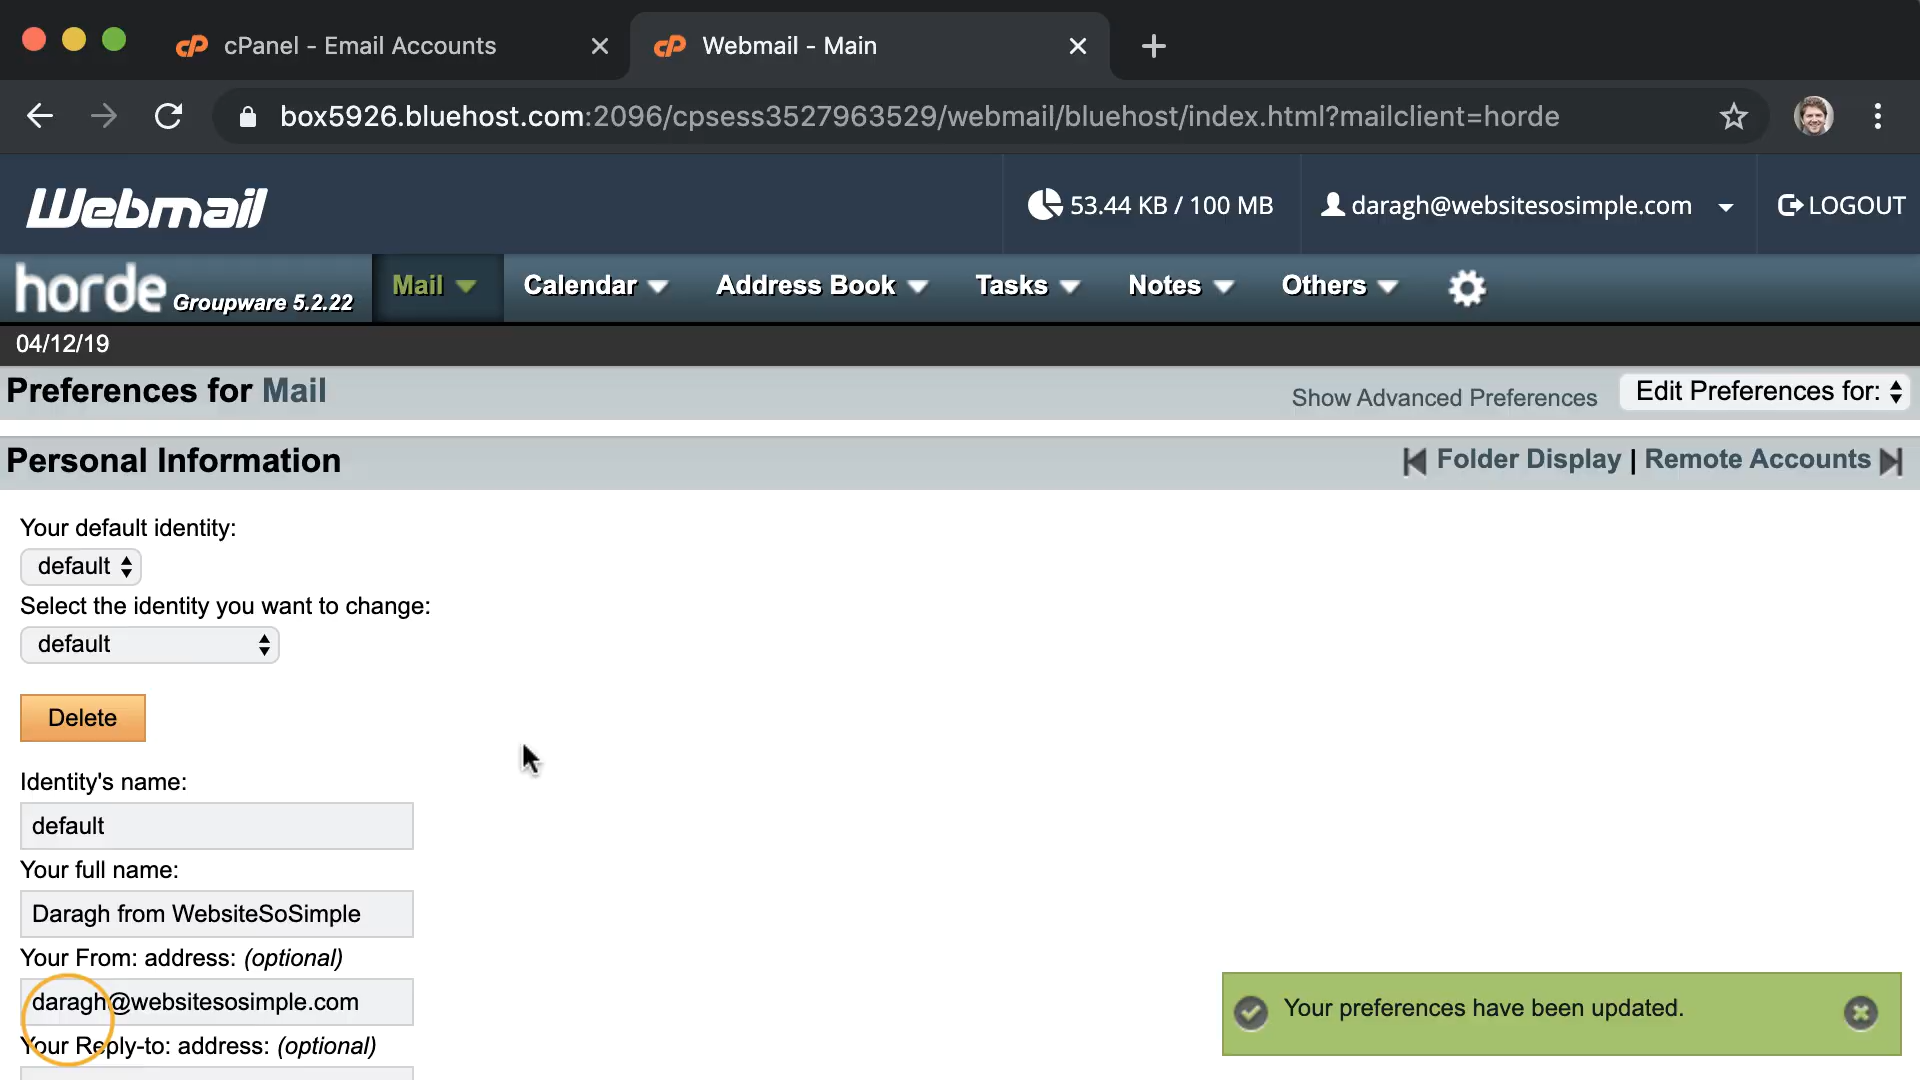 cPanel - Email Accounts
Webmail - Main
box5926.bluehost.com:2096/cpsess3527963529/webmail/bluehost/index.html?mailclient=horde
Webmail
53.44 KB / 100 MB
daragh@websitesosimple.com
LOGOUT
horde Groupware 5.2.22
Mail
Calendar
Address Book
Tasks
Notes
Others
04/12/19
Preferences for Mail
Show Advanced Preferences
Edit Preferences for:
Personal Information
Folder Display | Remote Accounts
Your default identity:
default
Select the identity you want to change:
default
Delete
Identity's name:
default
Your full name:
Daragh from WebsiteSoSimple
Your From: address: (optional)
daragh@websitesosimple.com
Your Reply-to: address: (optional)
Your preferences have been updated.